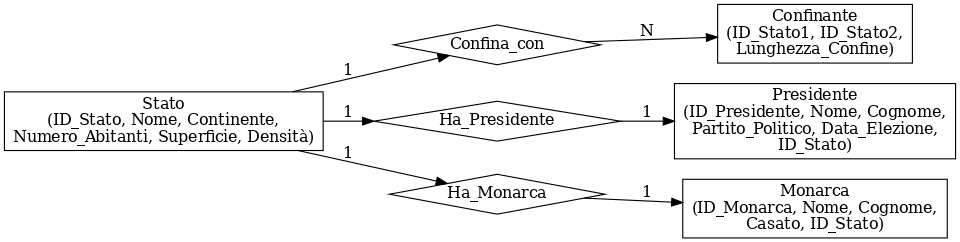 Stato
(ID_Stato, Nome, Continente,
Numero_Abitanti, Superficie, Densità)
1
Confina_con
N
Confinante
(ID_Stato1, ID_Stato2,
Lunghezza_Confine)
1
Ha_Presidente
1
Presidente
(ID_Presidente, Nome, Cognome,
Partito_Politico, Data_Elezione,
ID_Stato)
1
Ha_Monarca
1
Monarca
(ID_Monarca, Nome, Cognome,
Casato, ID_Stato)